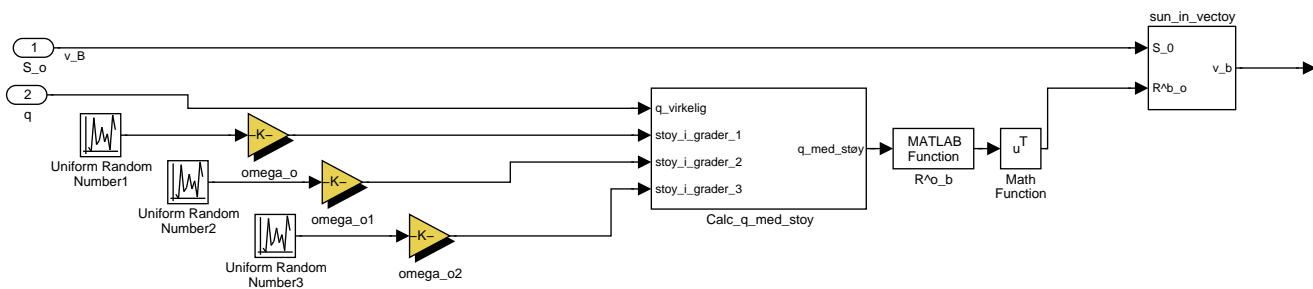 sun_in_vectoy
1
v_B
S_o
S_0
v_b
R^b_o
2
q
q_virkelig
stoy_i_grader_1
stoy_i_grader_2
stoy_i_grader_3
q_med_støy
Calc_q_med_stoy
MATLAB
Function
R^o_b
uT
Math
Function
Uniform Random
Number1
-K-
omega_o
Uniform Random
Number2
-K-
omega_o1
Uniform Random
Number3
-K-
omega_o2